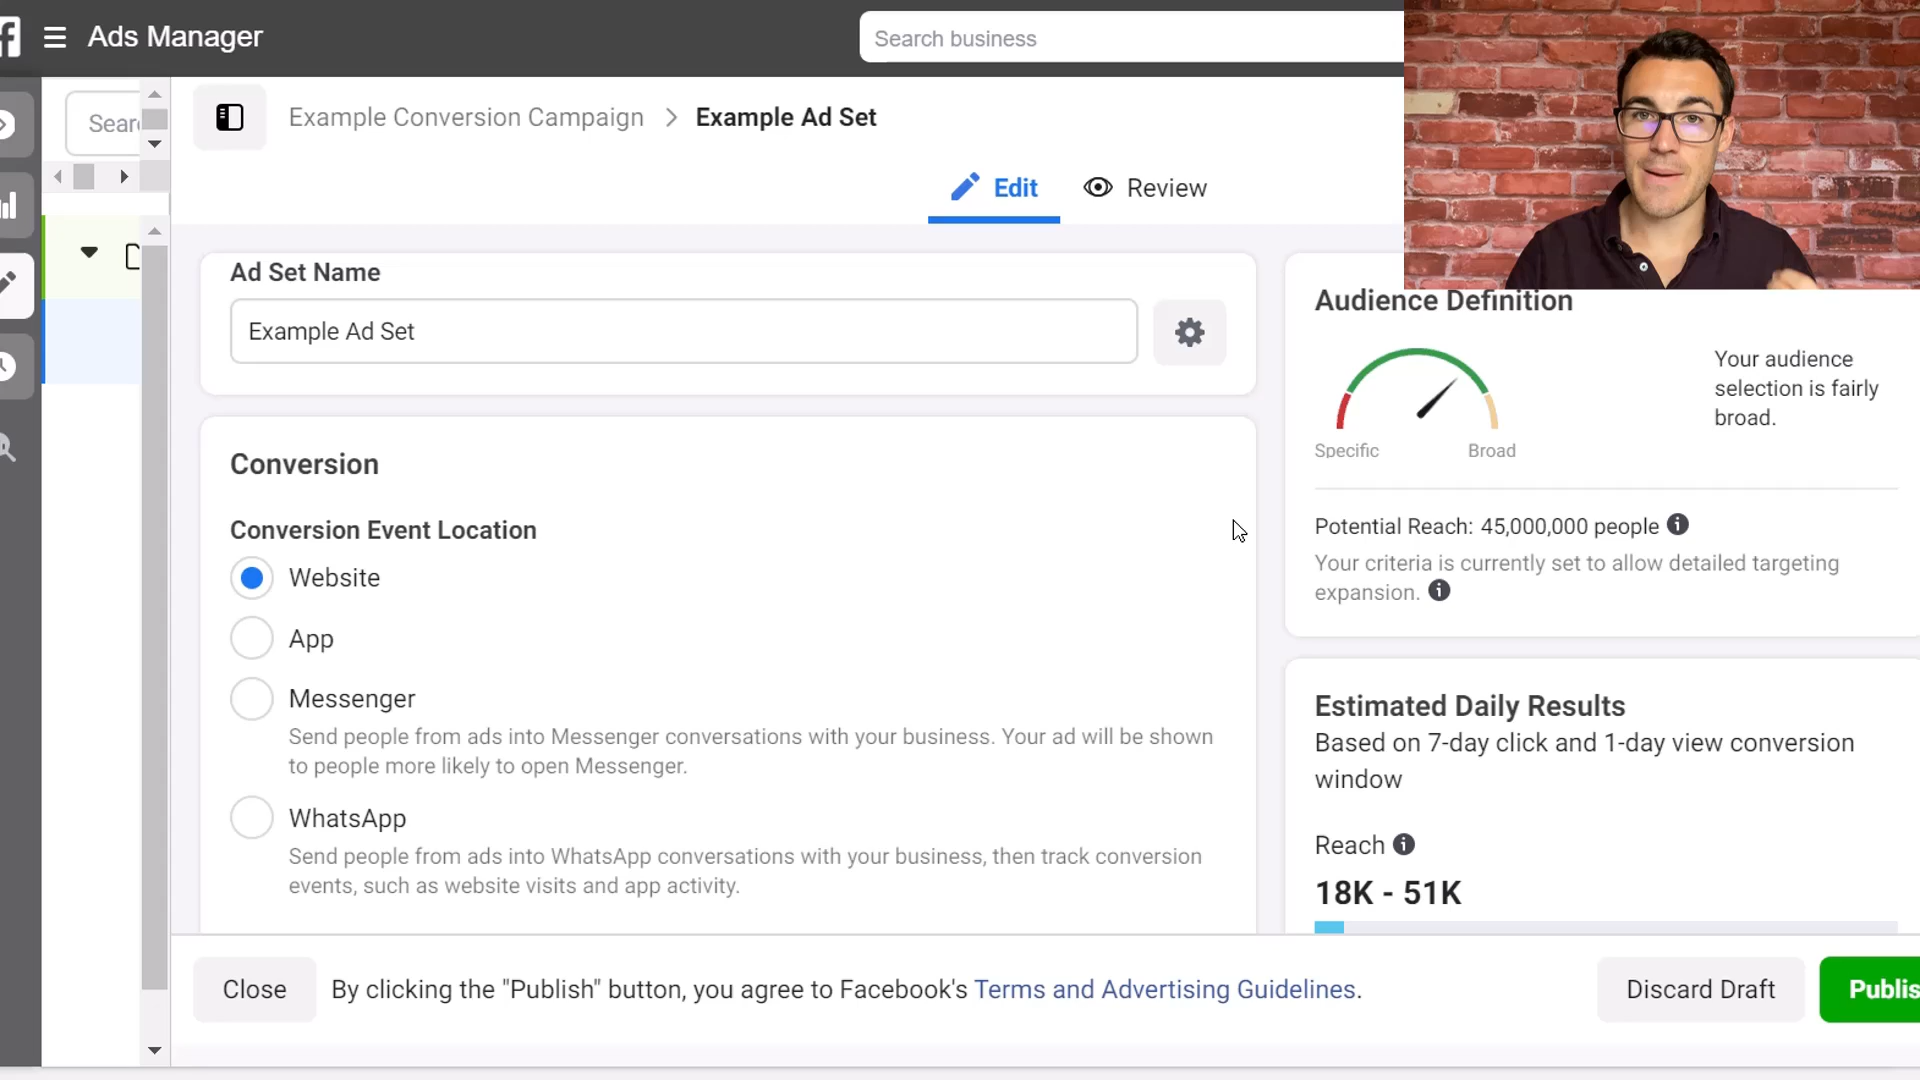 Ads Manager
Search business
Sear
Example Conversion Campaign > Example Ad Set
Edit
Review
Ad Set Name
Example Ad Set
Conversion
Conversion Event Location
Website
App
Messenger
Send people from ads into Messenger conversations with your business. Your ad will be shown
to people more likely to open Messenger.
WhatsApp
Send people from ads into WhatsApp conversations with your business, then track conversion
events, such as website visits and app activity.
Audience Definition
Your audience
selection is fairly
broad.
Specific
Broad
Potential Reach: 45,000,000 people
Your criteria is currently set to allow detailed targeting
expansion.
Estimated Daily Results
Based on 7-day click and 1-day view conversion
window
Reach
18K - 51K
Close
By clicking the "Publish" button, you agree to Facebook's Terms and Advertising Guidelines.
Discard Draft
Publis